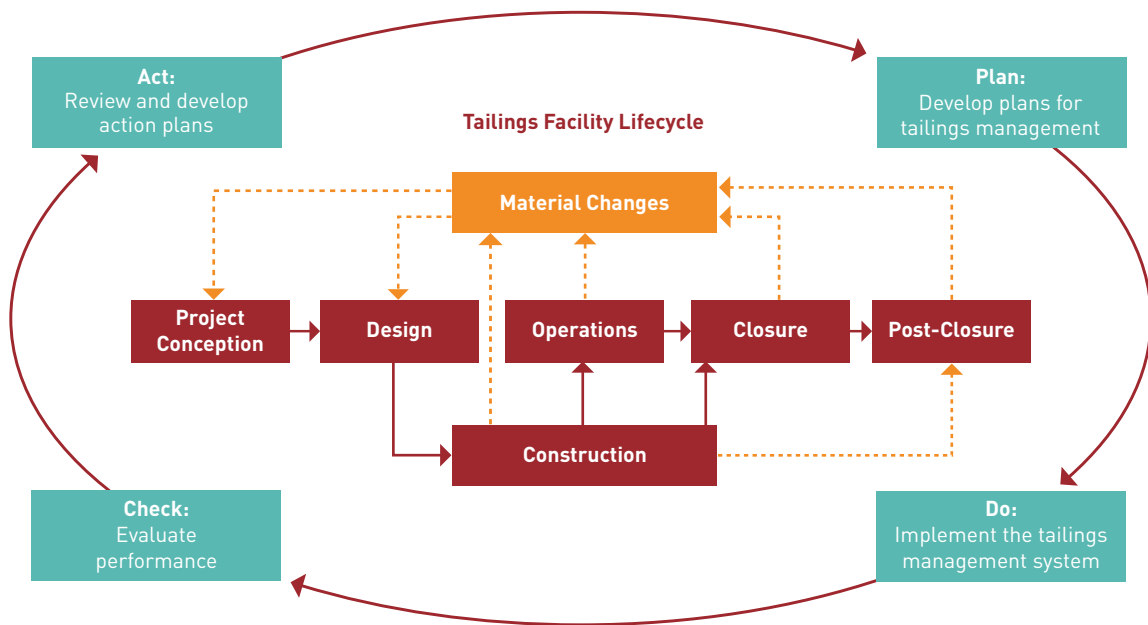 Act:
Review and develop
action plans
Plan:
Develop plans for
tailings management
Tailings Facility Lifecycle
Material Changes
Project
Conception
Design
Operations
Closure
Post-Closure
Construction
Check:
Evaluate
performance
Do:
Implement the tailings
management system